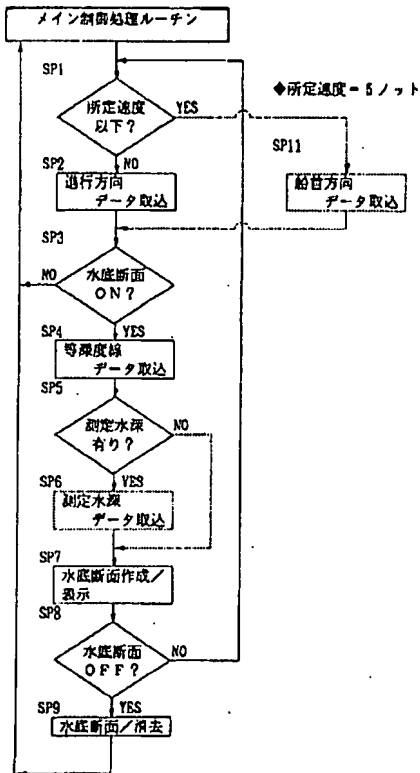 メイン制御処理ルーチン
SP1
所定速度
以下?
YES
◆所定速度=5ノット
SP11
SP2
NO
進行方向
データ取込
船首方向
データ取込
SP3
水底断面
ON?
NO
SP4
YES
等深度線
データ取込
SP5
測定水深
有り?
NO
SP6
YES
測定水深
データ取込
SP7
水底断面作成/
表示
SP8
水底断面
OFF?
NO
SP9
YES
水底断面/消去